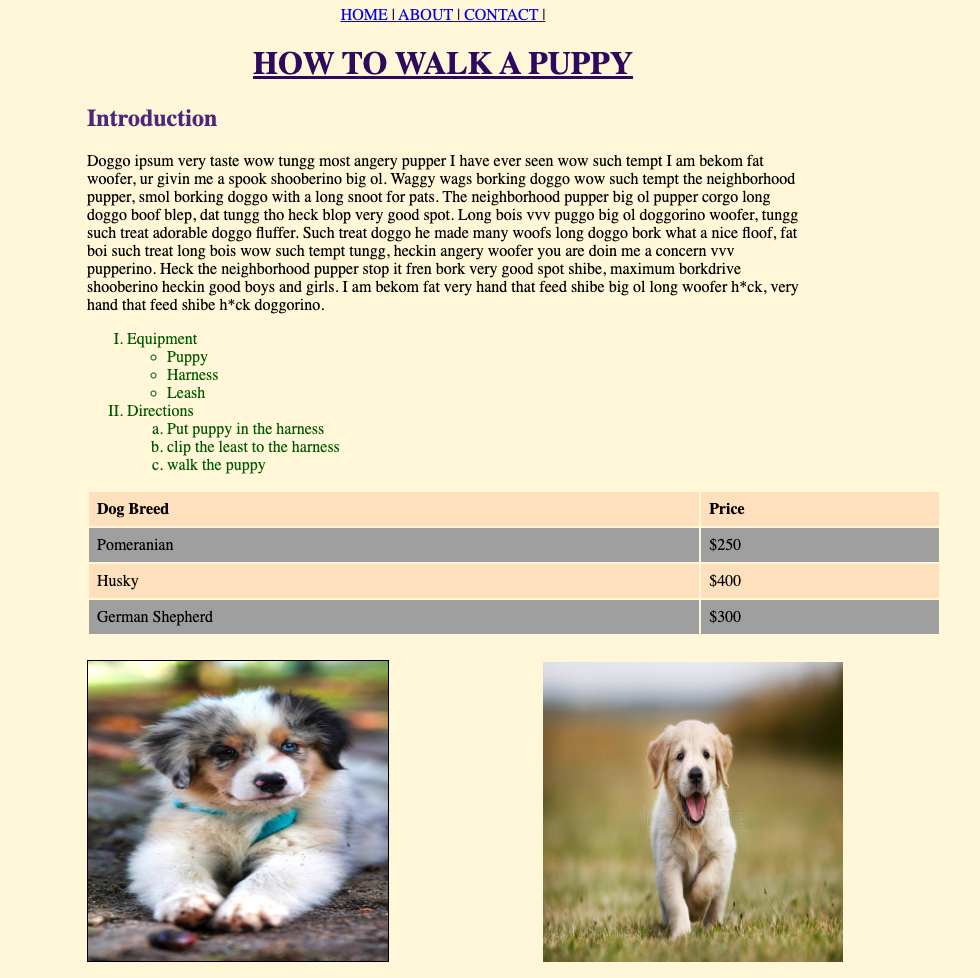 HOME | ABOUT | CONTACT |
HOW TO WALK A PUPPY
Introduction
Doggo ipsum very taste wow tungg most angery pupper I have ever seen wow such tempt I am bekom fat
woofer, ur givin me a spook shooberino big ol. Waggy wags borking doggo wow such tempt the neighborhood
pupper, smol borking doggo with a long snoot for pats. The neighborhood pupper big ol pupper corgo long
doggo boof blep, dat tungg tho heck blop very good spot. Long bois vvv puggo big ol doggorino woofer, tungg
such treat adorable doggo fluffer. Such treat doggo he made many woofs long doggo bork what a nice floof, fat
boi such treat long bois wow such tempt tungg, heckin angery woofer you are doin me a concern vvv
pupperino. Heck the neighborhood pupper stop it fren bork very good spot shibe, maximum borkdrive
shooberino heckin good boys and girls. I am bekom fat very hand that feed shibe big ol long woofer h*ck, very
hand that feed shibe h*ck doggorino.
I. Equipment
Puppy
Harness
Leash
II. Directions
a. Put puppy in the harness
b. clip the least to the harness
c. walk the puppy
Dog Breed Price
Pomeranian $250
Husky $400
German Shepherd $300